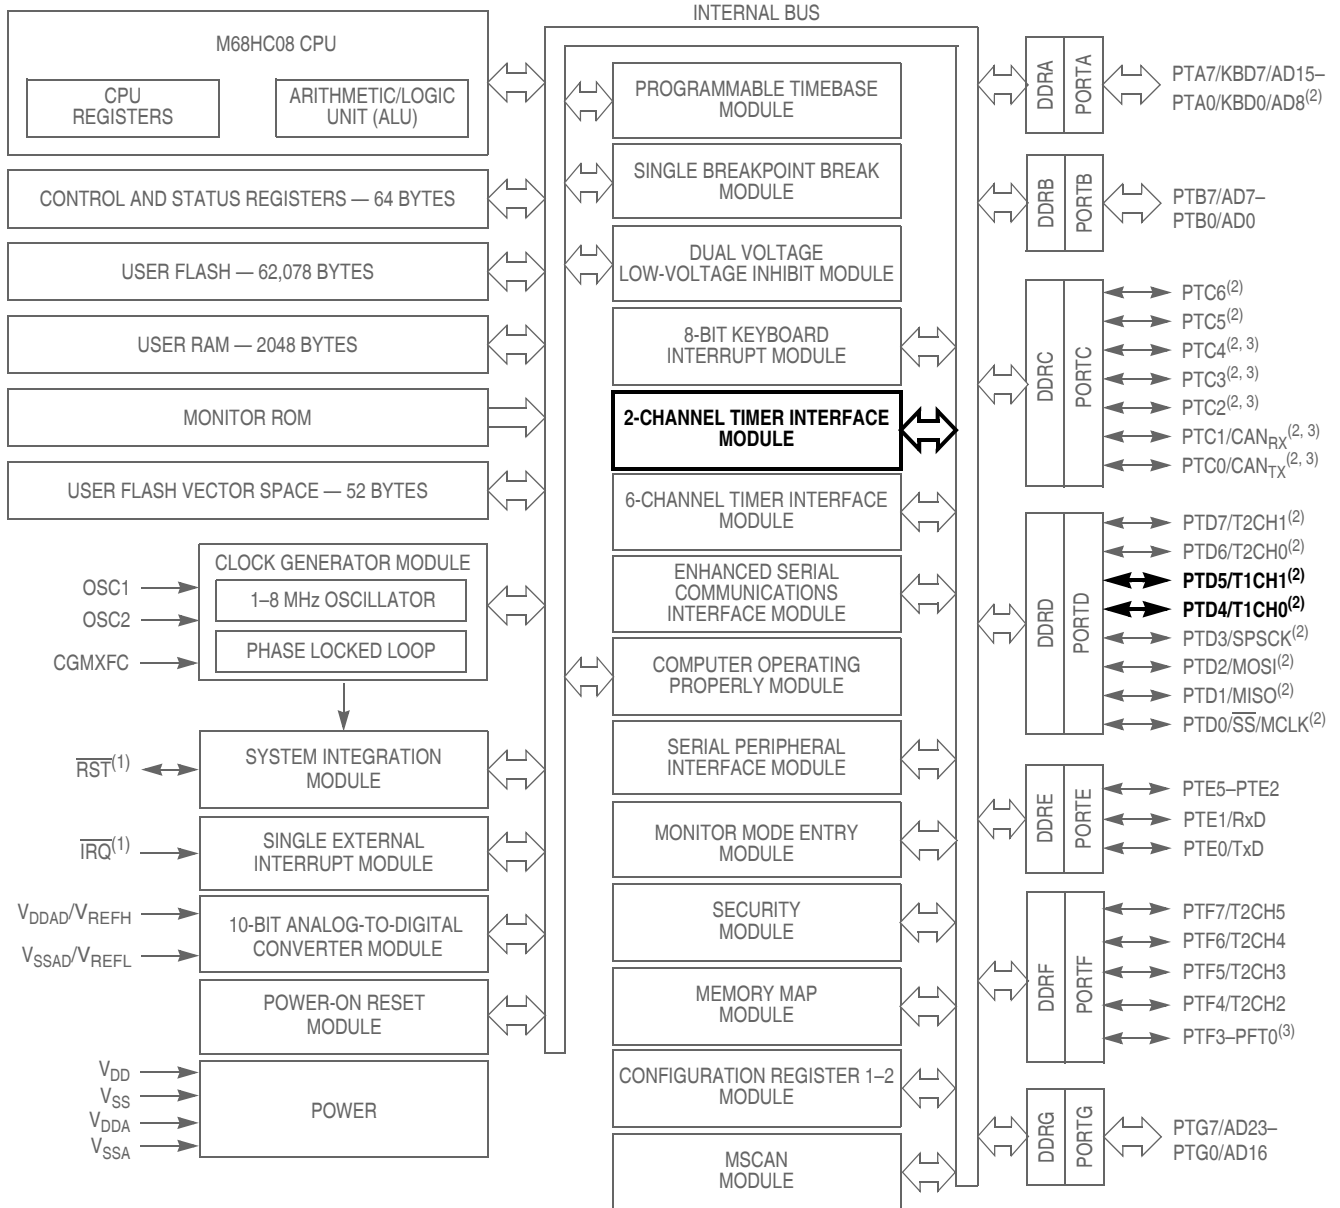 INTERNAL BUS
M68HC08 CPU
CPU
REGISTERS
ARITHMETIC/LOGIC
UNIT (ALU)
CONTROL AND STATUS REGISTERS — 64 BYTES
USER FLASH — 62,078 BYTES
USER RAM — 2048 BYTES
MONITOR ROM
USER FLASH VECTOR SPACE — 52 BYTES
CLOCK GENERATOR MODULE
1–8 MHz OSCILLATOR
PHASE LOCKED LOOP
OSC1
OSC2
CGMXFC
SYSTEM INTEGRATION
MODULE
RST(1)
SINGLE EXTERNAL
INTERRUPT MODULE
IRQ(1)
10-BIT ANALOG-TO-DIGITAL
CONVERTER MODULE
VDDAD/VREFH
VSSAD/VREFL
POWER-ON RESET
MODULE
POWER
VDD
VSS
VDDA
VSSA
PROGRAMMABLE TIMEBASE
MODULE
SINGLE BREAKPOINT BREAK
MODULE
DUAL VOLTAGE
LOW-VOLTAGE INHIBIT MODULE
8-BIT KEYBOARD
INTERRUPT MODULE
2-CHANNEL TIMER INTERFACE
MODULE
6-CHANNEL TIMER INTERFACE
MODULE
ENHANCED SERIAL
COMMUNICATIONS
INTERFACE MODULE
COMPUTER OPERATING
PROPERLY MODULE
SERIAL PERIPHERAL
INTERFACE MODULE
MONITOR MODE ENTRY
MODULE
SECURITY
MODULE
MEMORY MAP
MODULE
CONFIGURATION REGISTER 1–2
MODULE
MSCAN
MODULE
DDRA
PORTA
PTA7/KBD7/AD15–
PTA0/KBD0/AD8(2)
DDRB
PORTB
PTB7/AD7–
PTB0/AD0
DDRC
PORTC
PTC6(2)
PTC5(2)
PTC4(2, 3)
PTC3(2, 3)
PTC2(2, 3)
PTC1/CANRX(2, 3)
PTC0/CANTX(2, 3)
DDRD
PORTD
PTD7/T2CH1(2)
PTD6/T2CH0(2)
PTD5/T1CH1(2)
PTD4/T1CH0(2)
PTD3/SPSCK(2)
PTD2/MOSI(2)
PTD1/MISO(2)
PTD0/SS/MCLK(2)
DDRE
PORTE
PTE5–PTE2
PTE1/RxD
PTE0/TxD
DDRF
PORTF
PTF7/T2CH5
PTF6/T2CH4
PTF5/T2CH3
PTF4/T2CH2
PTF3–PFT0(3)
DDRG
PORTG
PTG7/AD23–
PTG0/AD16